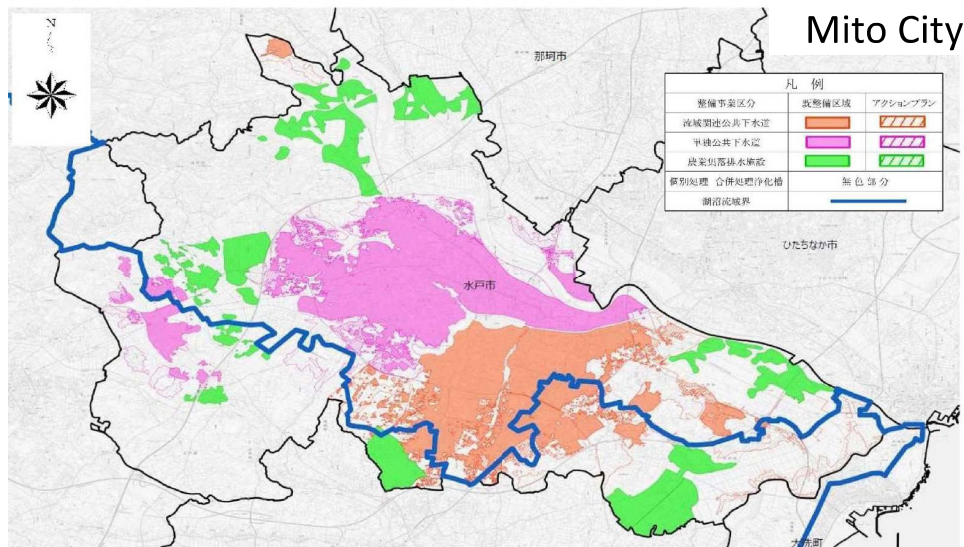 Mito City
N
那珂市
凡 例
整備事業区分 既整備区域 アクションプラン
流域関連公共下水道
単独公共下水道
農業集落排水施設
個別処理 合併処理浄化槽 無色部分
湖沼流域界
ひたちなか市
水戸市
大洗町